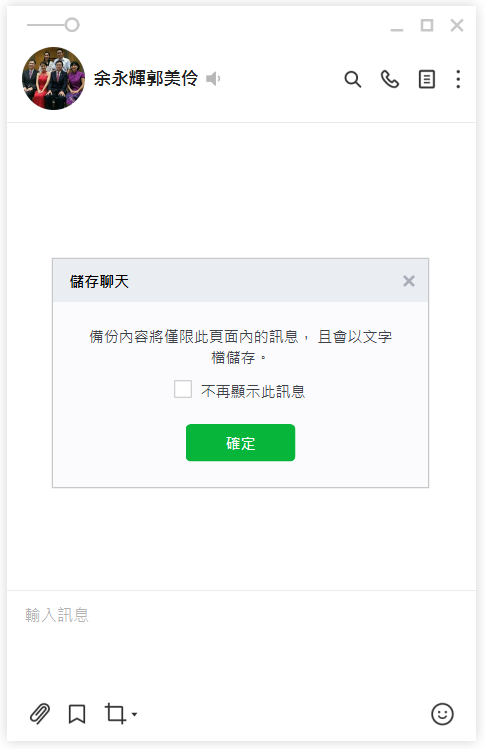 余永輝郭美伶
儲存聊天
備份內容將僅限此頁面內的訊息， 且會以文字
檔儲存。
不再顯示此訊息
確定
輸入訊息